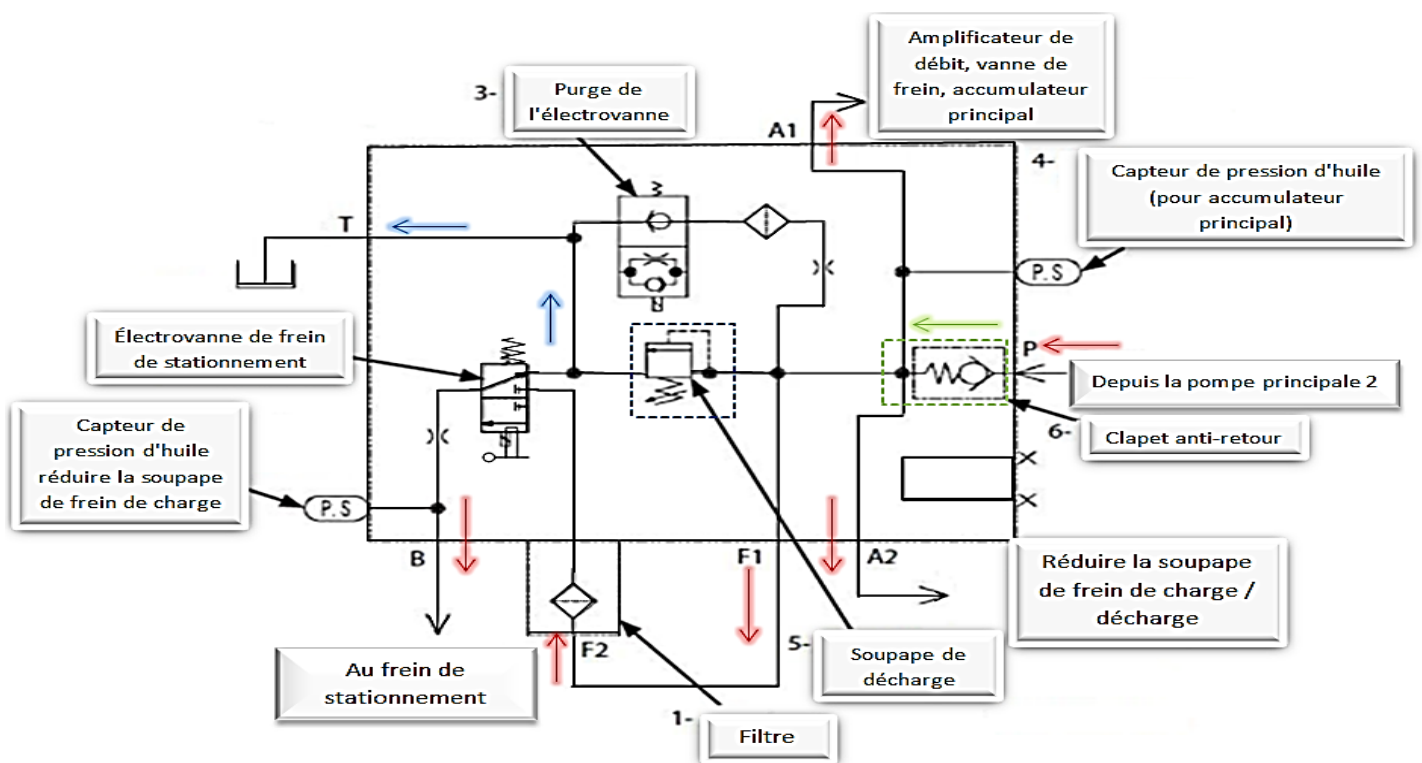 Amplificateur de
débit, vanne de
frein, accumulateur
principal
3-
Purge de
l'électrovanne
A1
4-
Capteur de pression d'huile
(pour accumulateur
principal)
T
P.S
Électrovanne de frein
de stationnement
P
Depuis la pompe principale 2
6-
Clapet anti-retour
Capteur de
pression d'huile
réduire la soupape
de frein de charge
P.S
B
F1
A2
Réduire la soupape
de frein de charge /
décharge
F2
5-
Soupape de
décharge
Au frein de
stationnement
1-
Filtre